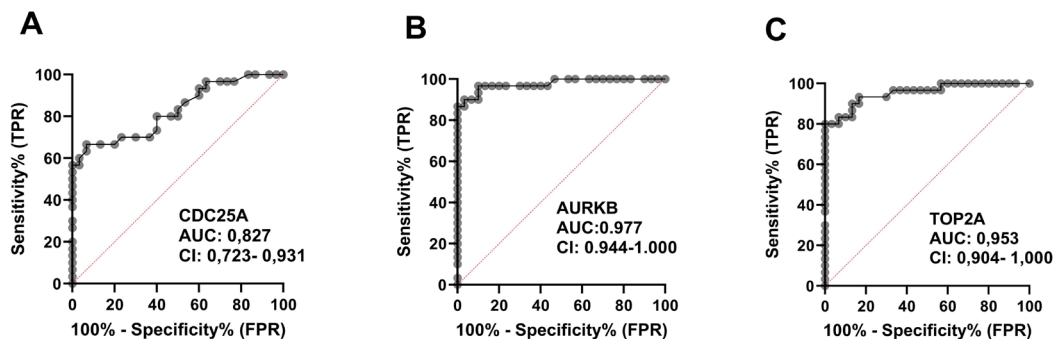 A
100
80
60
40
20
0
Sensitivity% (TPR)
CDC25A
AUC: 0,827
CI: 0,723- 0,931
0 20 40 60 80 100
100% - Specificity% (FPR)
B
100
80
60
40
20
0
Sensitivity% (TPR)
AURKB
AUC:0.977
CI: 0.944-1.000
0 20 40 60 80 100
100% - Specificity% (FPR)
C
100
80
60
40
20
0
Sensitivity% (TPR)
TOP2A
AUC: 0,953
CI: 0,904- 1,000
0 20 40 60 80 100
100% - Specificity% (FPR)